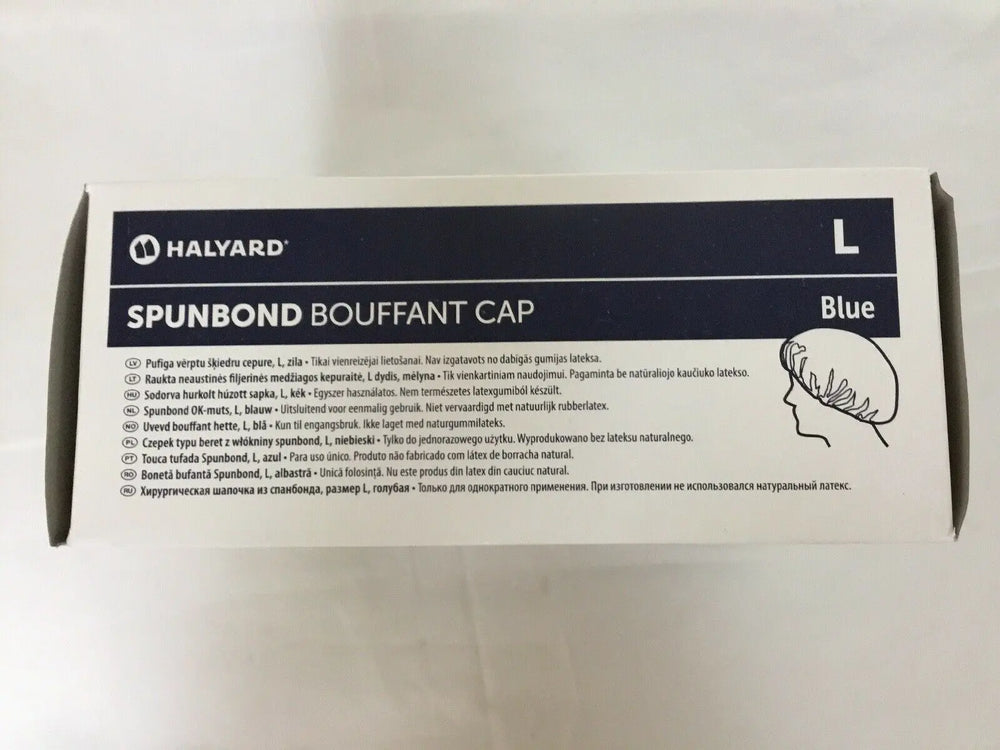 HALYARD*
L
SPUNBOND BOUFFANT CAP
Blue
LV Pufīga vērptu šķiedru cepure, L, zila • Tikai vienreizējai lietošanai. Nav izgatavots no dabīgās gumijas lateksa.
LT Raukta neaustinės filjerinės medžiagos kepuraitė, L dydis, mėlyna • Tik vienkartiniam naudojimui. Pagaminta be natūraliojo kaučiuko latekso.
HU Sodorva hurkolt húzott sapka, L, kék • Egyszer használatos. Nem természetes latexgumiból készült.
NL Spunbond OK-muts, L, blauw • Uitsluitend voor eenmalig gebruik. Niet vervaardigd met natuurlijk rubberlatex.
NO Uvevd bouffant hette, L, blå • Kun til engangsbruk. Ikke laget med naturgummilateks.
PL Czepek typu beret z włókniny spunbond, L, niebieski • Tylko do jednorazowego użytku. Wyprodukowano bez lateksu naturalnego.
PT Touca tufada Spunbond, L, azul • Para uso único. Produto não fabricado com látex de borracha natural.
RO Bonetă bufantă Spunbond, L, albastră • Unică folosință. Nu este produs din latex din cauciuc natural.
RU Хирургическая шапочка из спанбонда, размер L, голубая • Только для однократного применения. При изготовлении не использовался натуральный латекс.